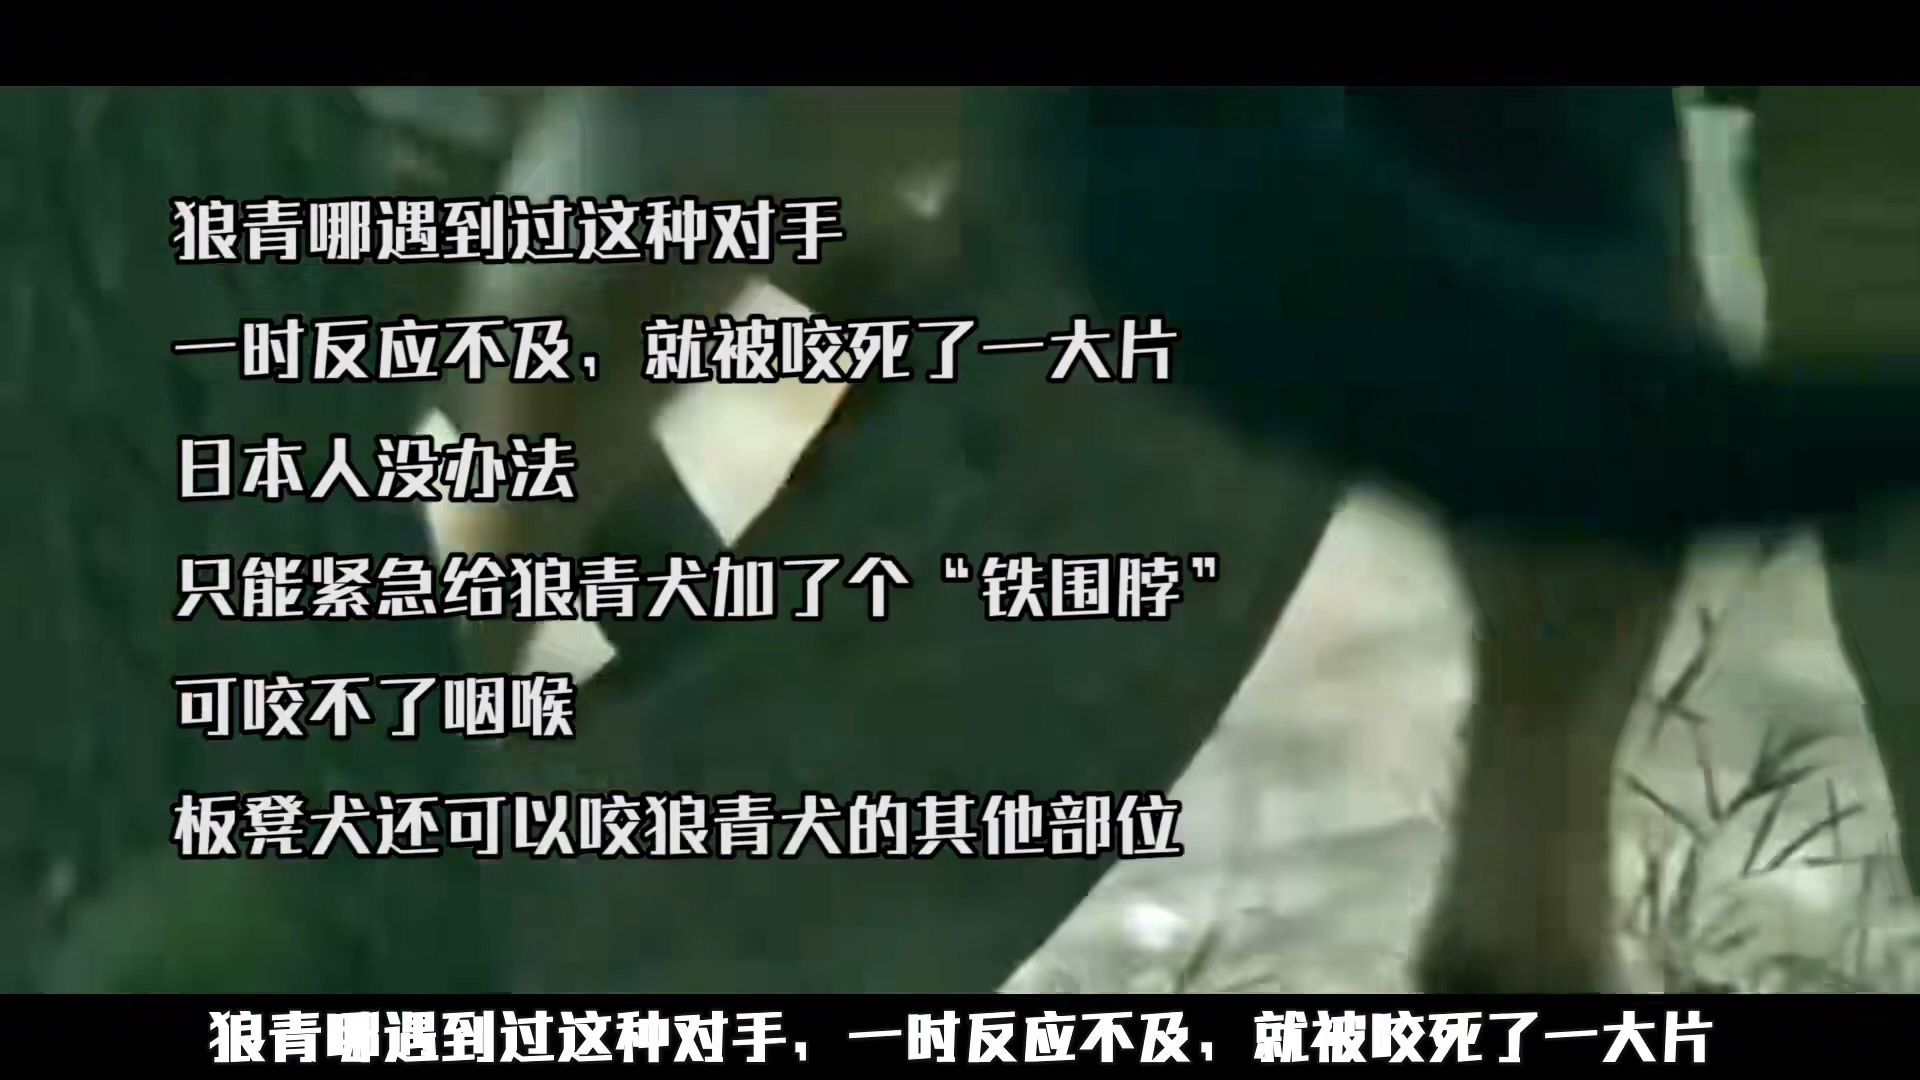 狼青哪遇到过这种对手
一时反应不及，就被咬死了一大片
日本人没办法
只能紧急给狼青犬加了个“铁围脖”
可咬不了咽喉
板凳犬还可以咬狼青犬的其他部位
狼青哪遇到过这种对手，一时反应不及，就被咬死了一大片